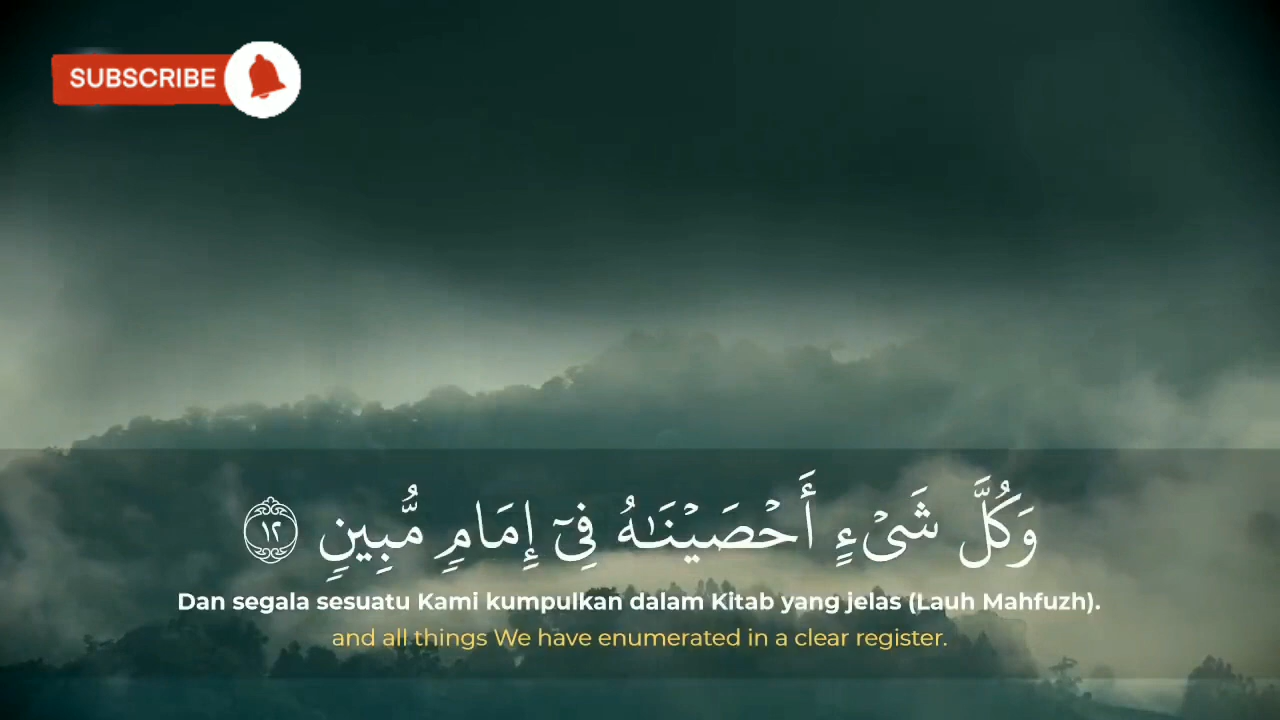 SUBSCRIBE
وَكُلَّ شَىْءٍ أَحْصَيْنَـٰهُ فِىٓ إِمَامٍ مُّبِينٍ ١٢
Dan segala sesuatu Kami kumpulkan dalam Kitab yang jelas (Lauh Mahfuzh).
and all things We have enumerated in a clear register.